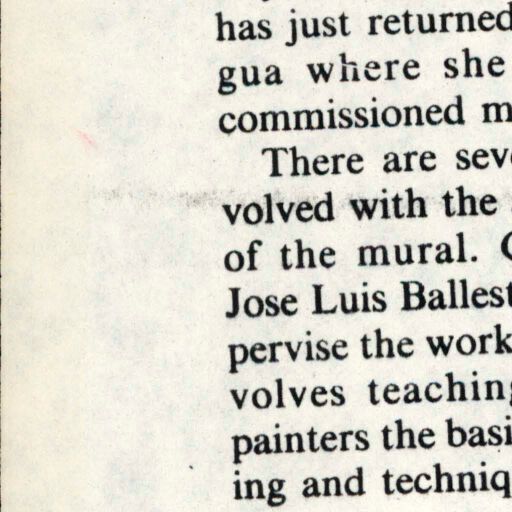 has just returned
gua where she
commissioned m
There are seve
volved with the
of the mural.
Jose Luis Ballest
pervise the work
volves teaching
painters the basi
ing and techniq